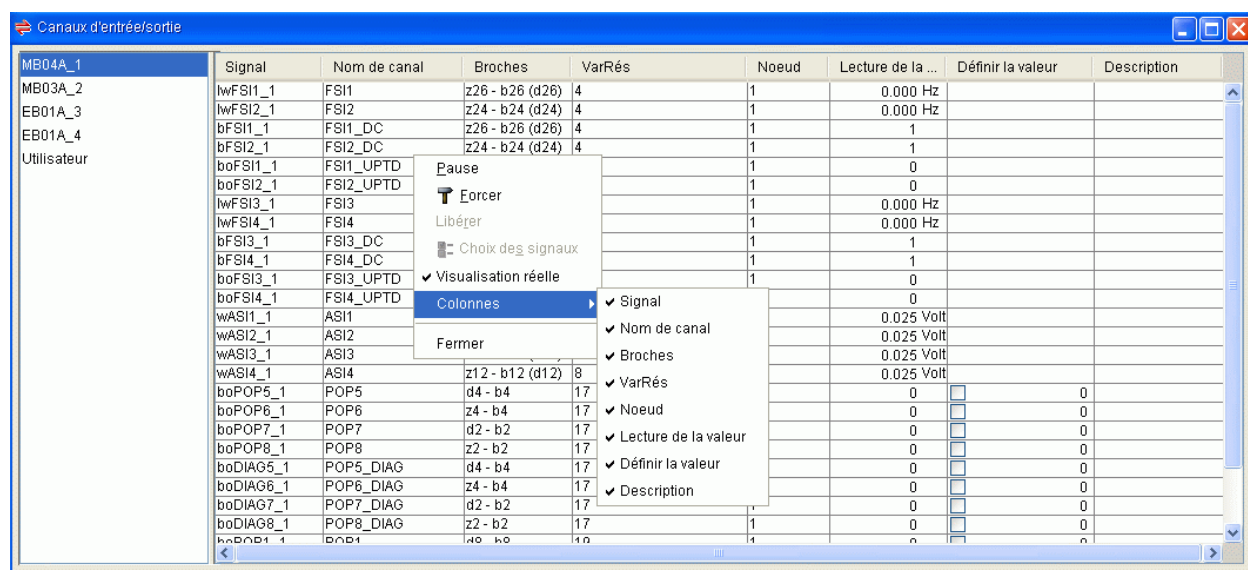 Canaux d'entrée/sortie
MB04A_1
MB03A_2
EB01A_3
EB01A_4
Utilisateur
Signal Nom de canal Broches VarRés Noeud Lecture de la ... Définir la valeur Description
lwFSI1_1 FSI1 z26 - b26 (d26) 4 1 0.000 Hz
lwFSI2_1 FSI2 z24 - b24 (d24) 4 1 0.000 Hz
bFSI1_1 FSI1_DC z26 - b26 (d26) 4 1 1
bFSI2_1 FSI2_DC z24 - b24 (d24) 4 1 1
boFSI1_1 FSI1_UPTD 1 0
boFSI2_1 FSI2_UPTD 1 0
lwFSI3_1 FSI3 1 0.000 Hz
lwFSI4_1 FSI4 1 0.000 Hz
bFSI3_1 FSI3_DC 1 1
bFSI4_1 FSI4_DC 1 1
boFSI3_1 FSI3_UPTD 1 0
boFSI4_1 FSI4_UPTD 0
wASI1_1 ASI1 0.025 Volt
wASI2_1 ASI2 0.025 Volt
wASI3_1 ASI3 0.025 Volt
wASI4_1 ASI4 z12 - b12 (d12) 8 0.025 Volt
boPOP5_1 POP5 d4 - b4 17 0 0
boPOP6_1 POP6 z4 - b4 17 0 0
boPOP7_1 POP7 d2 - b2 17 0 0
boPOP8_1 POP8 z2 - b2 17 0 0
boDIAG5_1 POP5_DIAG d4 - b4 17 0 0
boDIAG6_1 POP6_DIAG z4 - b4 17 0 0
boDIAG7_1 POP7_DIAG d2 - b2 17 1 0 0
boDIAG8_1 POP8_DIAG z2 - b2 17 1 0 0
boPOP1_1 POP1 d8 - b8 19 1 0 0
Pause
Forcer
Libérer
Choix des signaux
Visualisation réelle
Colonnes
Fermer
Signal
Nom de canal
Broches
VarRés
Noeud
Lecture de la valeur
Définir la valeur
Description